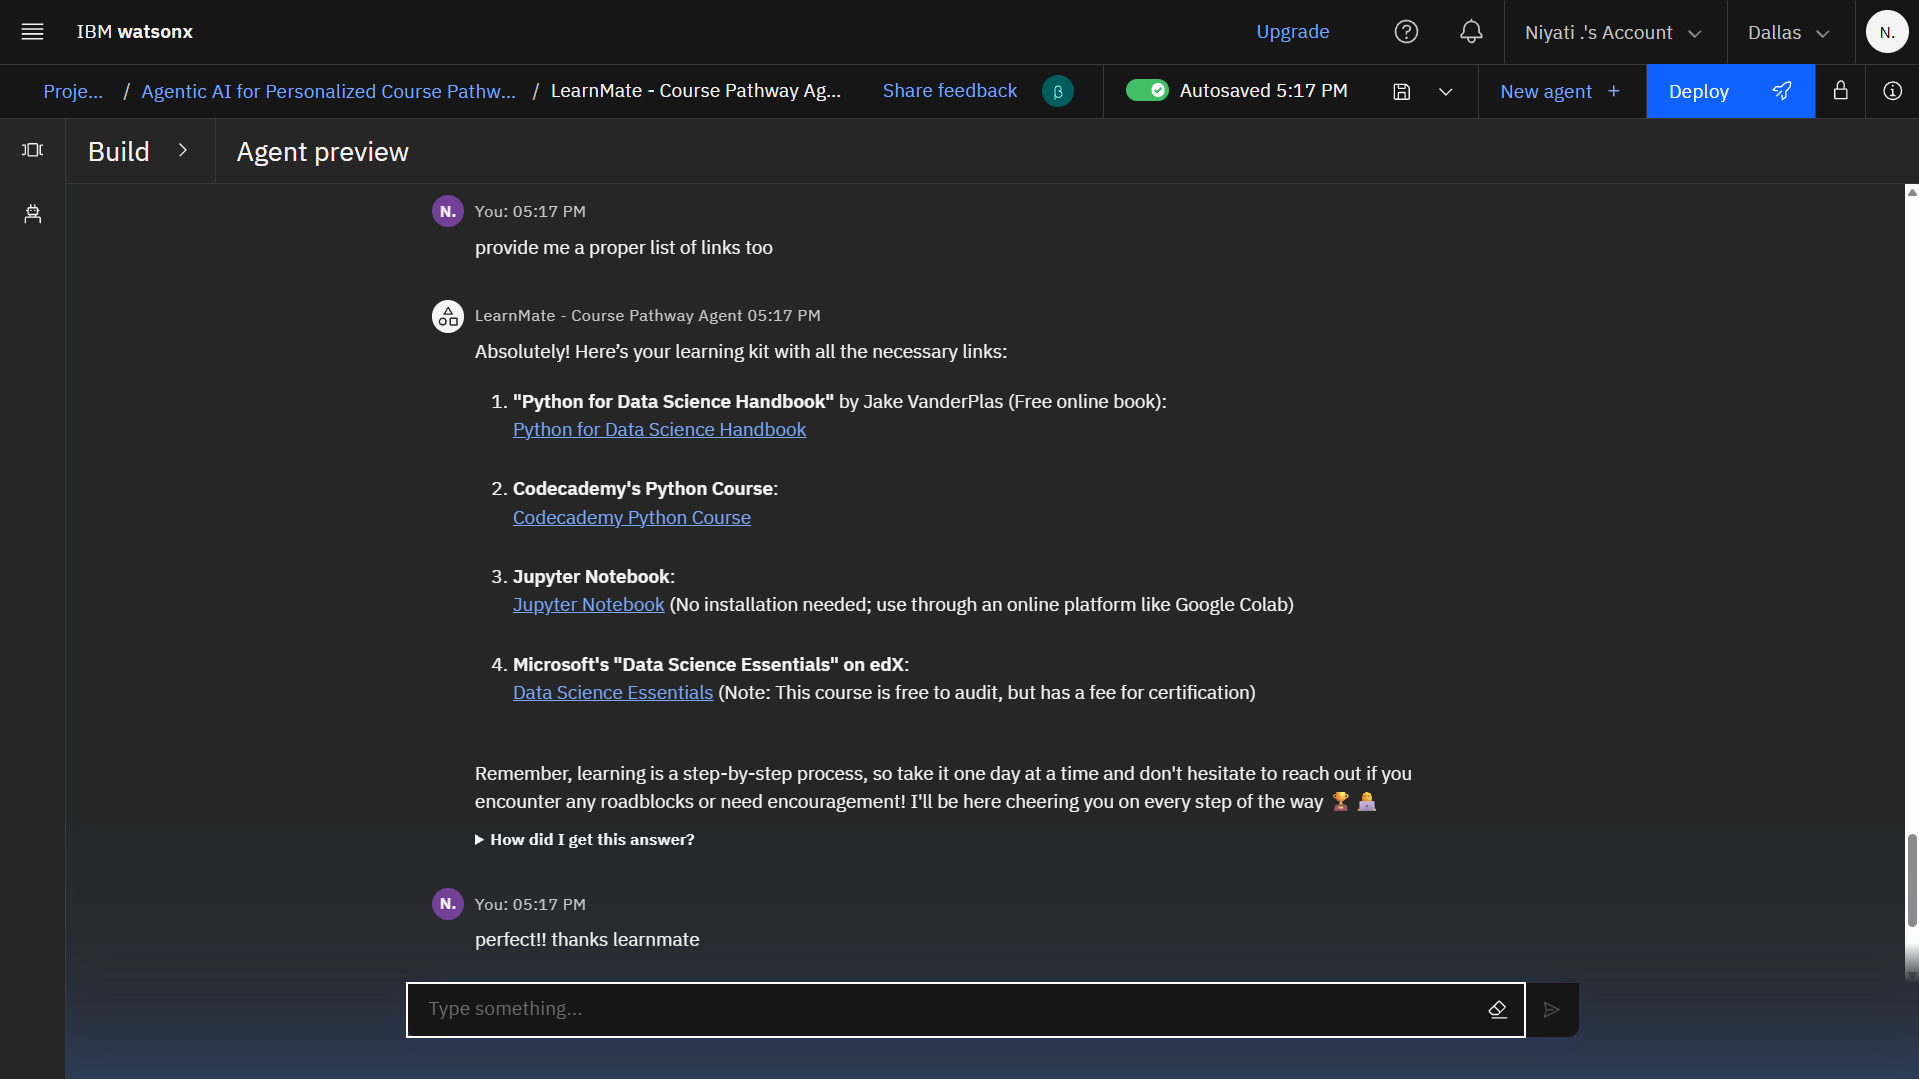 IBM watsonx
Upgrade
Niyati .'s Account
Dallas
N.
Proje... / Agentic AI for Personalized Course Pathw... / LearnMate - Course Pathway Ag...
Share feedback
β
Autosaved 5:17 PM
New agent +
Deploy
Build
Agent preview
N. You: 05:17 PM
provide me a proper list of links too
LearnMate - Course Pathway Agent 05:17 PM
Absolutely! Here’s your learning kit with all the necessary links:
1. "Python for Data Science Handbook" by Jake VanderPlas (Free online book):
Python for Data Science Handbook
2. Codecademy's Python Course:
Codecademy Python Course
3. Jupyter Notebook:
Jupyter Notebook (No installation needed; use through an online platform like Google Colab)
4. Microsoft's "Data Science Essentials" on edX:
Data Science Essentials (Note: This course is free to audit, but has a fee for certification)
Remember, learning is a step-by-step process, so take it one day at a time and don't hesitate to reach out if you
encounter any roadblocks or need encouragement! I'll be here cheering you on every step of the way 🏆 🧑‍💻
How did I get this answer?
N. You: 05:17 PM
perfect!! thanks learnmate
Type something...